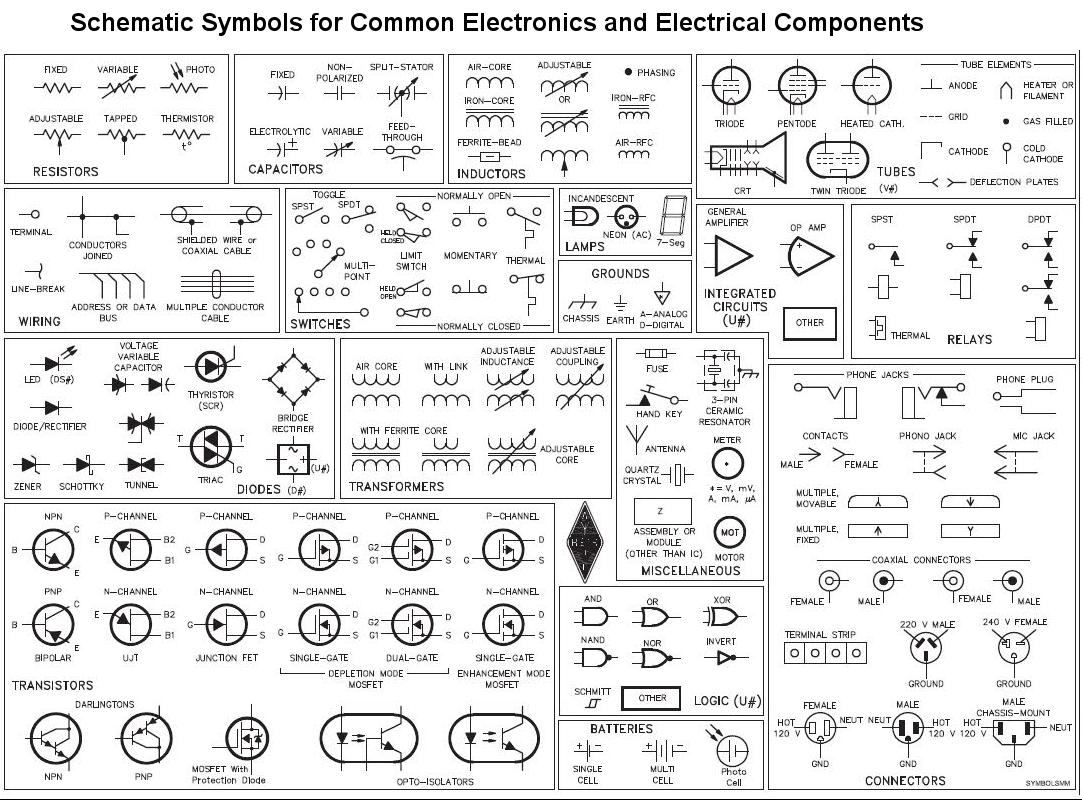 Schematic Symbols for Common Electronics and Electrical Components
FIXED
VARIABLE
PHOTO
ADJUSTABLE
TAPPED
THERMISTOR
t°
RESISTORS
FIXED
NON-
POLARIZED
SPLIT-STATOR
ELECTROLYTIC
VARIABLE
FEED-
THROUGH
CAPACITORS
AIR-CORE
ADJUSTABLE
PHASING
IRON-CORE
OR
IRON-RFC
FERRITE-BEAD
AIR-RFC
INDUCTORS
TRIODE
PENTODE
HEATED CATH.
CRT
TWIN TRIODE
TUBE ELEMENTS
ANODE
HEATER OR
FILAMENT
GRID
GAS FILLED
CATHODE
COLD
CATHODE
DEFLECTION PLATES
TUBES
(V#)
TERMINAL
CONDUCTORS
JOINED
SHIELDED WIRE or
COAXIAL CABLE
LINE-BREAK
ADDRESS OR DATA
BUS
MULTIPLE CONDUCTOR
CABLE
WIRING
TOGGLE
SPST
SPDT
NORMALLY OPEN
HELD
CLOSED
LIMIT
SWITCH
MOMENTARY
THERMAL
MULTI-
POINT
HELD
OPEN
SWITCHES
NORMALLY CLOSED
INCANDESCENT
NEON (AC)
LAMPS
7-Seg
GROUNDS
CHASSIS
EARTH
A-ANALOG
D-DIGITAL
GENERAL
AMPLIFIER
OP AMP
INTEGRATED
CIRCUITS
(U#)
OTHER
SPST
SPDT
DPDT
THERMAL
RELAYS
LED (DS#)
VOLTAGE
VARIABLE
CAPACITOR
THYRISTOR
(SCR)
BRIDGE
RECTIFIER
DIODE/RECTIFIER
T
T
G
(U#)
ZENER
SCHOTTKY
TUNNEL
TRIAC
DIODES (D#)
AIR CORE
WITH LINK
ADJUSTABLE
INDUCTANCE
ADJUSTABLE
COUPLING
WITH FERRITE CORE
ADJUSTABLE
CORE
TRANSFORMERS
FUSE
HAND KEY
3-PIN
CERAMIC
RESONATOR
ANTENNA
METER
QUARTZ
CRYSTAL
* = V, mV,
A, mA, µA
Z
ASSEMBLY OR
MODULE
(OTHER THAN IC)
MOT
MOTOR
MISCELLANEOUS
PHONE JACKS
PHONE PLUG
CONTACTS
MALE
FEMALE
PHONO JACK
MIC JACK
MULTIPLE,
MOVABLE
MULTIPLE,
FIXED
COAXIAL CONNECTORS
FEMALE
MALE
FEMALE
MALE
TERMINAL STRIP
220 V MALE
240 V FEMALE
GROUND
GROUND
FEMALE
HOT
120 V
NEUT
GND
MALE
NEUT
HOT
120 V
GND
MALE
CHASSIS-MOUNT
HOT
120 V
NEUT
GND
CONNECTORS
SYMBOLSMM
NPN
B
C
E
P-CHANNEL
E
B2
B1
P-CHANNEL
G
D
S
P-CHANNEL
G
D
S
P-CHANNEL
G2
G1
D
S
P-CHANNEL
G
D
S
PNP
B
C
E
BIPOLAR
N-CHANNEL
E
B2
B1
UJT
N-CHANNEL
G
D
S
JUNCTION FET
N-CHANNEL
G
D
S
SINGLE-GATE
N-CHANNEL
G2
G1
D
S
DUAL-GATE
N-CHANNEL
G
D
S
SINGLE-GATE
DEPLETION MODE
MOSFET
ENHANCEMENT MODE
MOSFET
TRANSISTORS
DARLINGTONS
NPN
PNP
MOSFET With
Protection Diode
OPTO-ISOLATORS
AND
OR
XOR
NAND
NOR
INVERT
SCHMITT
OTHER
LOGIC (U#)
BATTERIES
SINGLE
CELL
MULTI
CELL
Photo
Cell